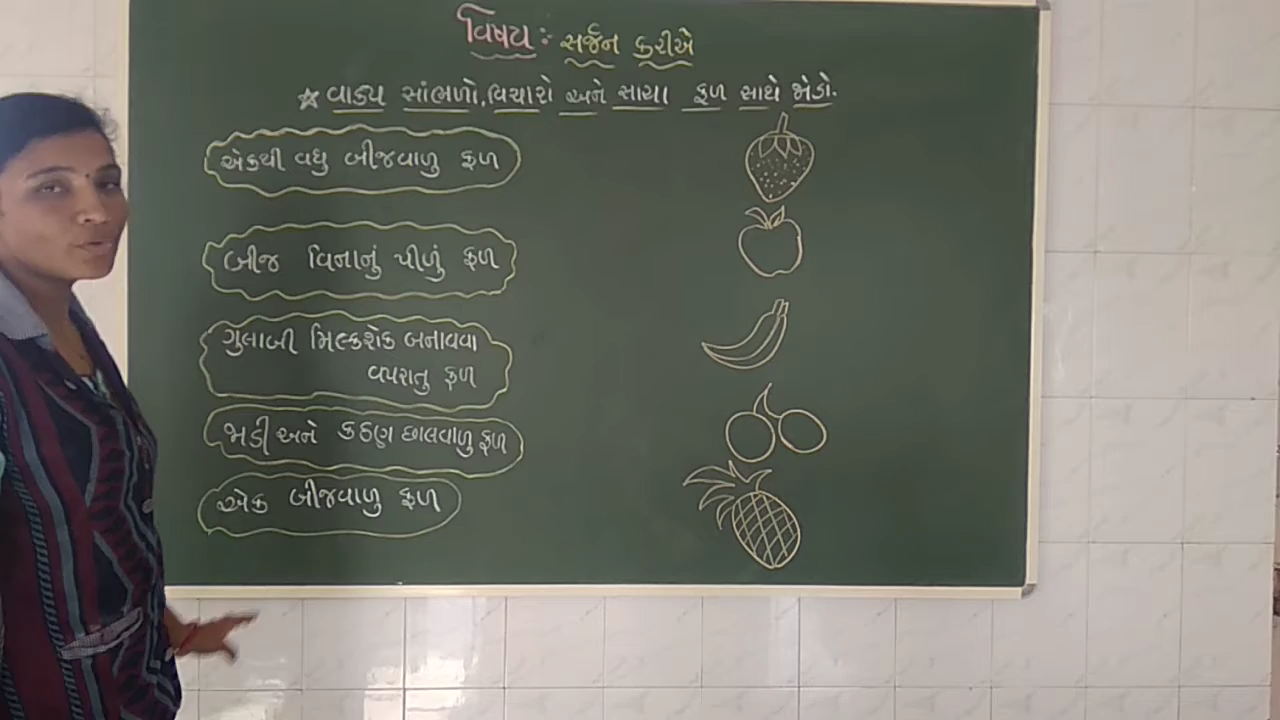 વિષય :- સર્જન કરીએ
☆ વાક્ય સાંભળો, વિચારો અને સાચા ફળ સાથે જોડો.
એકથી વધુ બીજવાળુ ફળ
બીજ વિનાનું પીળું ફળ
ગુલાબી મિલ્કશેક બનાવવા
વપરાતુ ફળ
જાડી અને કઠણ છાલવાળુ ફળ
એક બીજવાળુ ફળ